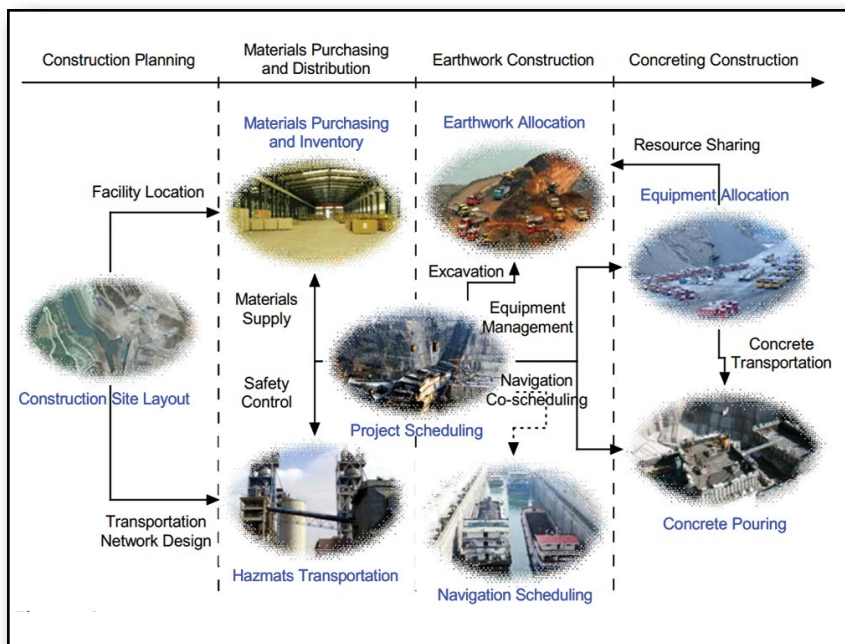 Construction Planning
Materials Purchasing
and Distribution
Earthwork Construction
Concreting Construction
Materials Purchasing
and Inventory
Earthwork Allocation
Resource Sharing
Facility Location
Equipment Allocation
Excavation
Materials
Supply
Equipment
Management
Concrete
Transportation
Safety
Control
Navigation
Co-scheduling
Construction Site Layout
Project Scheduling
Transportation
Network Design
Concrete Pouring
Hazmats Transportation
Navigation Scheduling